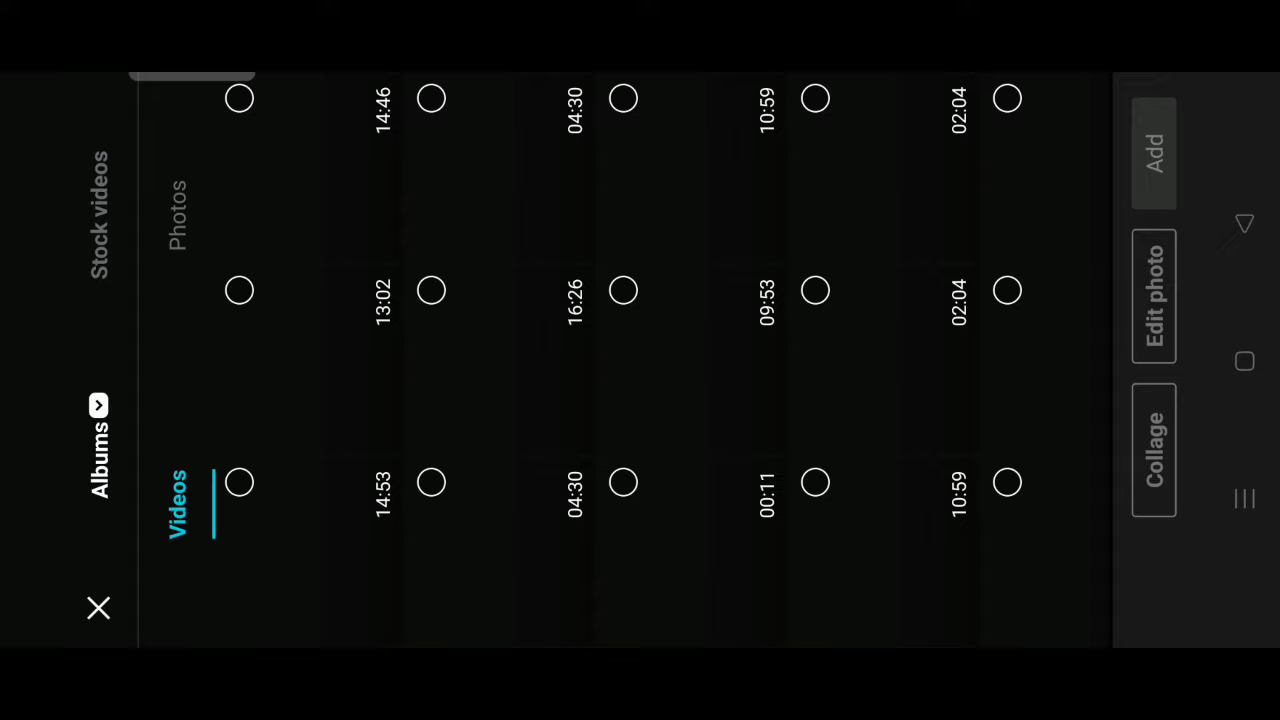 Albums
Stock videos
Videos
Photos
14:53
13:02
14:46
04:30
16:26
04:30
00:11
09:53
10:59
10:59
02:04
02:04
Collage
Edit photo
Add